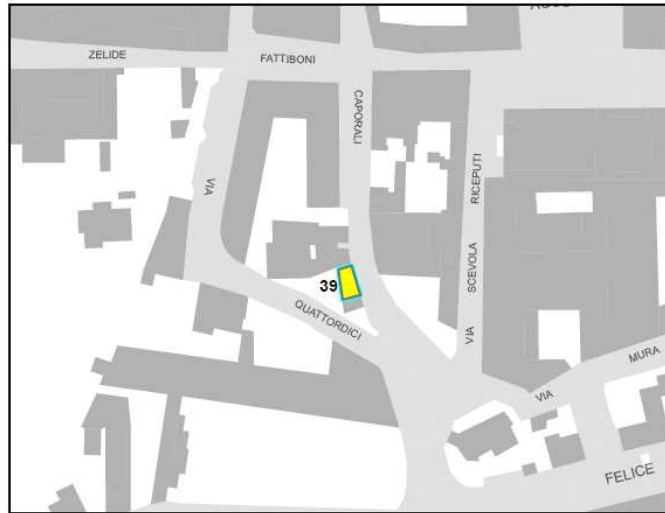 ZELIDE
FATTIBONI
CAPORALI
VIA
RICEPUTI
SCEVOLA
VIA
39
QUATTORDICI
MURA
VIA
FELICE